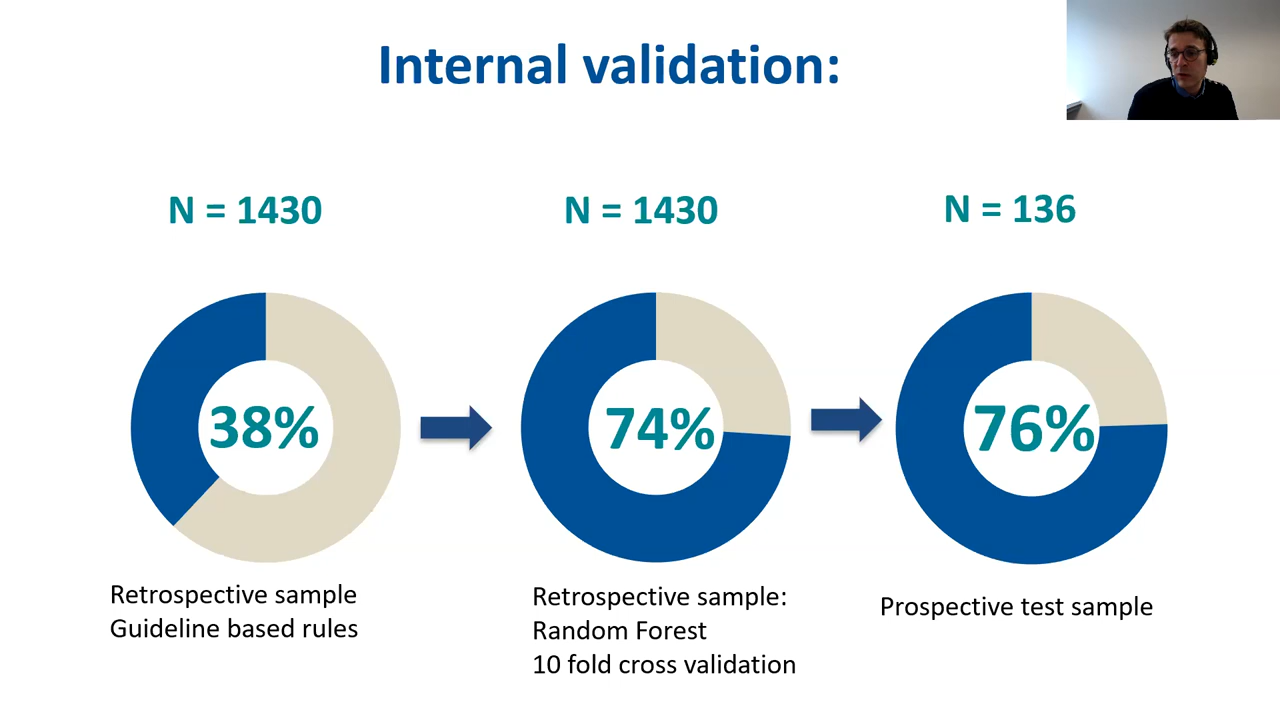 Internal validation:
N = 1430
N = 1430
N = 136
38%
74%
76%
Retrospective sample
Guideline based rules
Retrospective sample:
Random Forest
10 fold cross validation
Prospective test sample